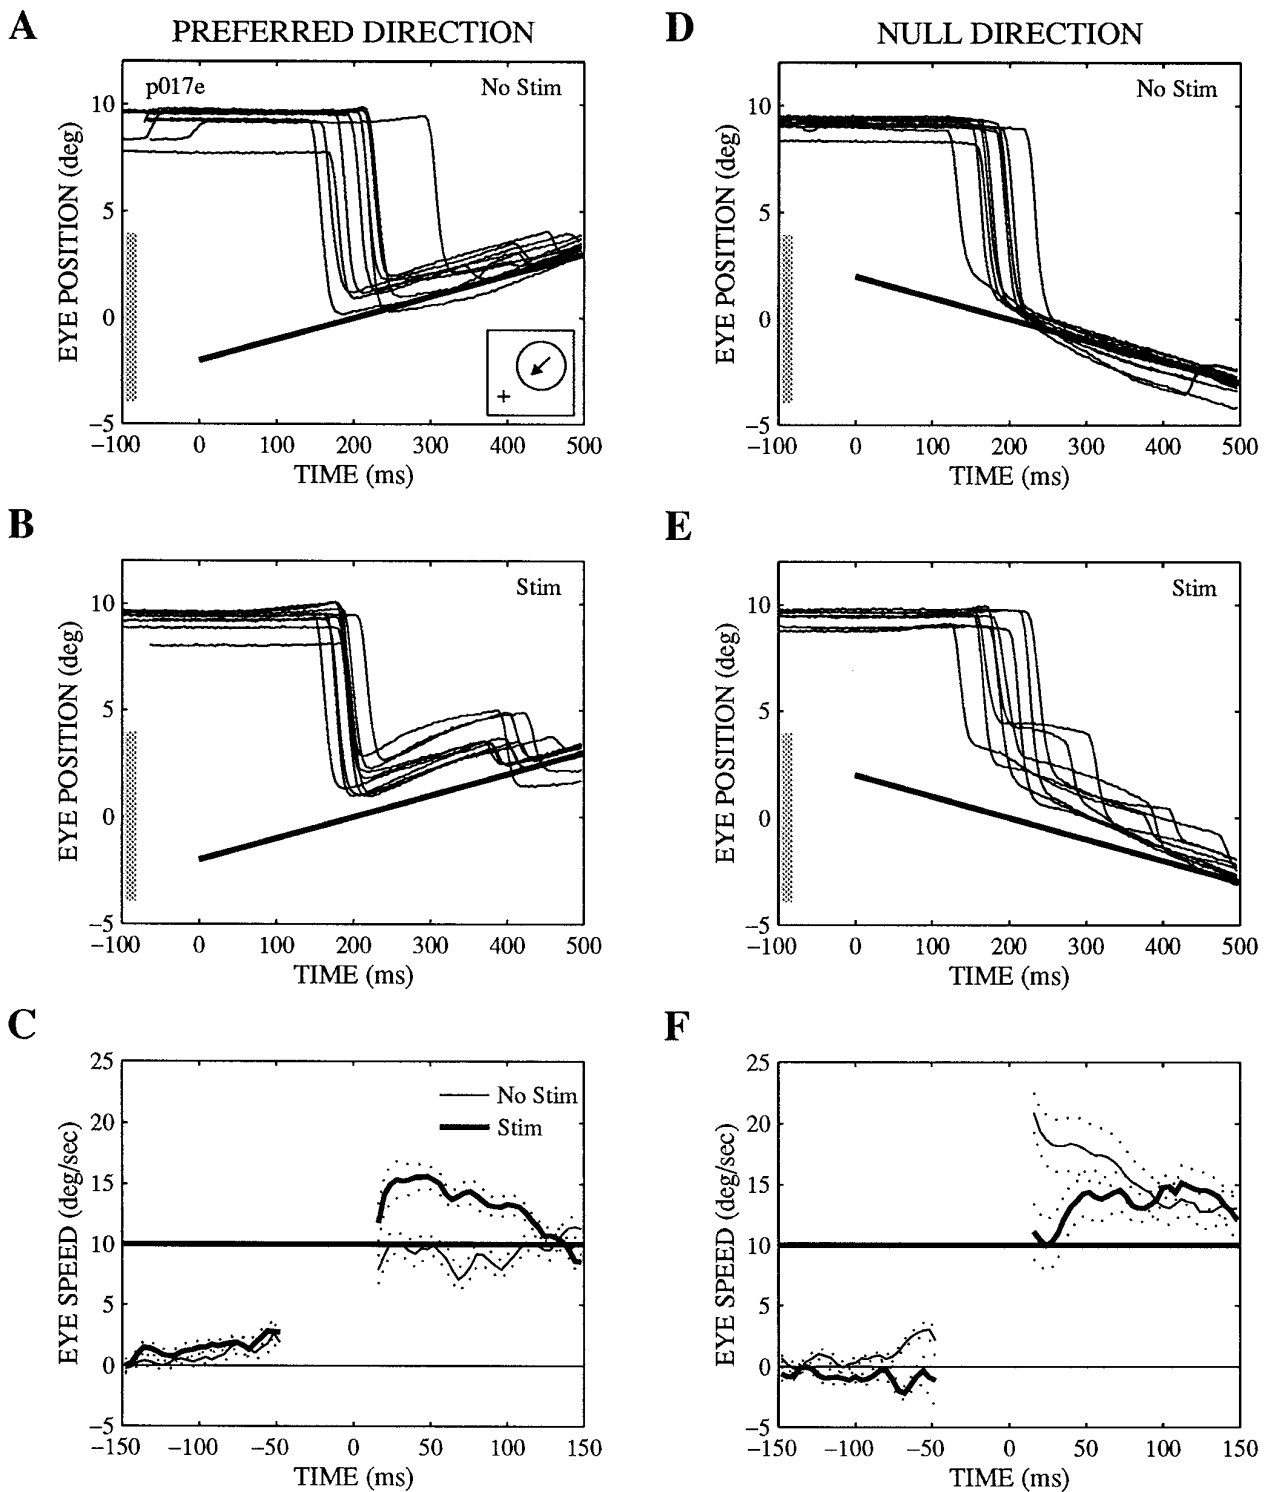 A
PREFERRED DIRECTION
p017e
No Stim
10
5
0
−5
EYE POSITION (deg)
−100 0 100 200 300 400 500
TIME (ms)
D
NULL DIRECTION
No Stim
10
5
0
−5
EYE POSITION (deg)
−100 0 100 200 300 400 500
TIME (ms)
B
Stim
10
5
0
−5
EYE POSITION (deg)
−100 0 100 200 300 400 500
TIME (ms)
E
Stim
10
5
0
−5
EYE POSITION (deg)
−100 0 100 200 300 400 500
TIME (ms)
C
No Stim
Stim
25
20
15
10
5
0
−5
EYE SPEED (deg/sec)
−150 −100 −50 0 50 100 150
TIME (ms)
F
25
20
15
10
5
0
−5
EYE SPEED (deg/sec)
−150 −100 −50 0 50 100 150
TIME (ms)